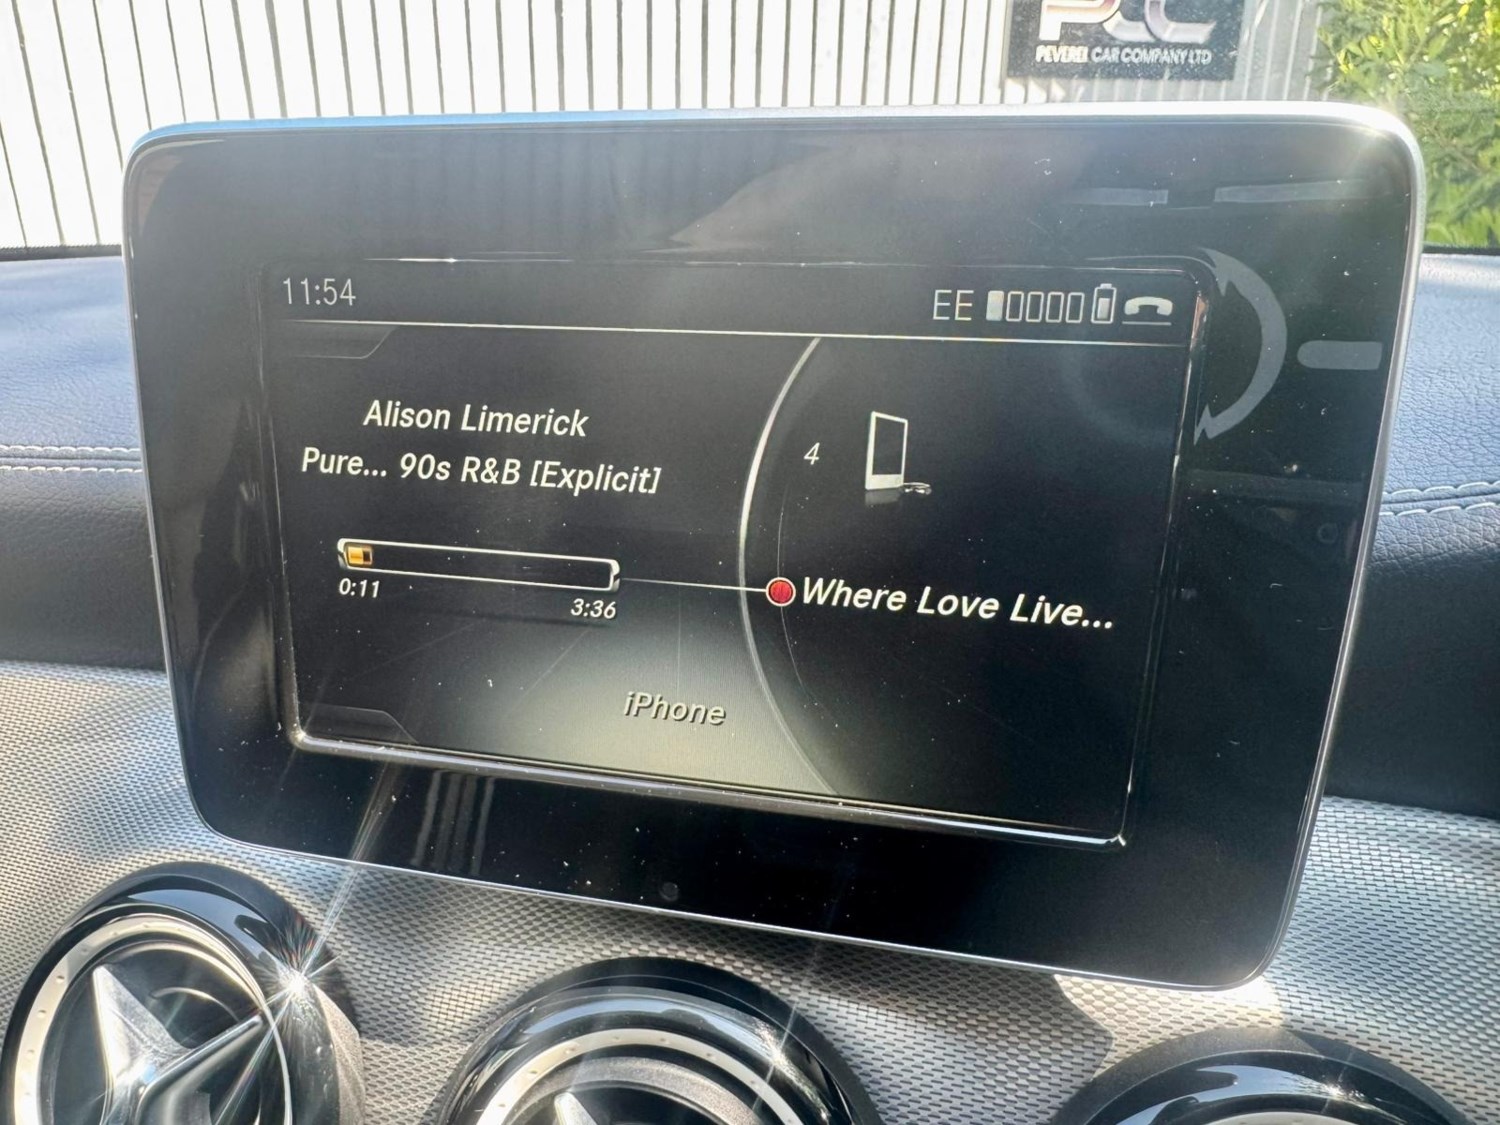 PCC
PEVEREL CAR COMPANY LTD
11:54
EE
Alison Limerick
Pure... 90s R&B [Explicit]
4
0:11
3:36
Where Love Live...
iPhone